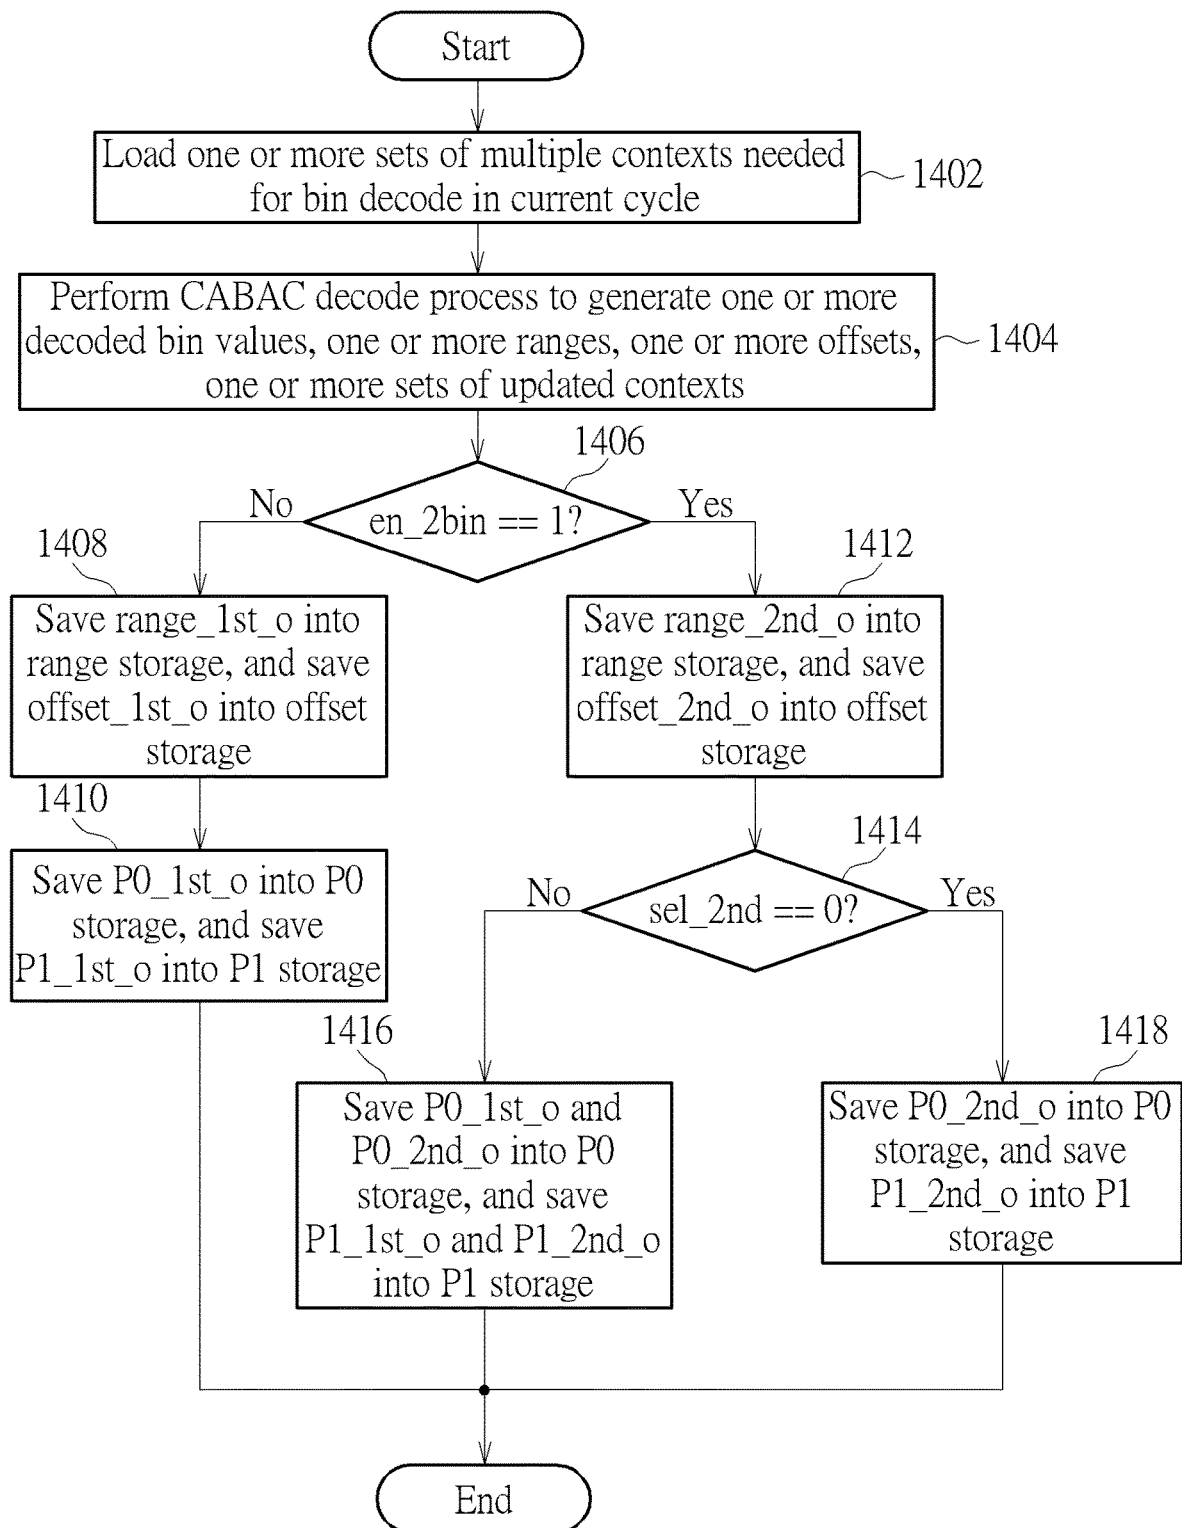 Start
Load one or more sets of multiple contexts needed
for bin decode in current cycle
1402
Perform CABAC decode process to generate one or more
decoded bin values, one or more ranges, one or more offsets,
one or more sets of updated contexts
1404
1406
en_2bin == 1?
No
Yes
1408
Save range_1st_o into
range storage, and save
offset_1st_o into offset
storage
1412
Save range_2nd_o into
range storage, and save
offset_2nd_o into offset
storage
1410
Save P0_1st_o into P0
storage, and save
P1_1st_o into P1 storage
1414
sel_2nd == 0?
No
Yes
1416
Save P0_1st_o and
P0_2nd_o into P0
storage, and save
P1_1st_o and P1_2nd_o
into P1 storage
1418
Save P0_2nd_o into P0
storage, and save
P1_2nd_o into P1
storage
End